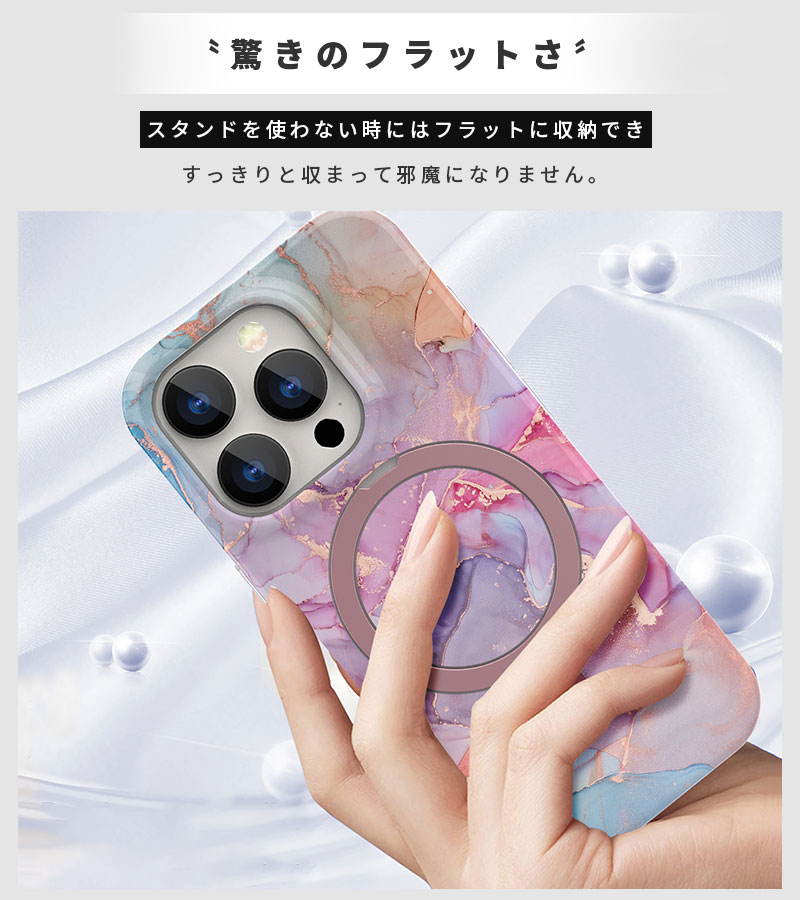 〝驚きのフラットさ〞
スタンドを使わない時にはフラットに収納でき
すっきりと収まって邪魔になりません。